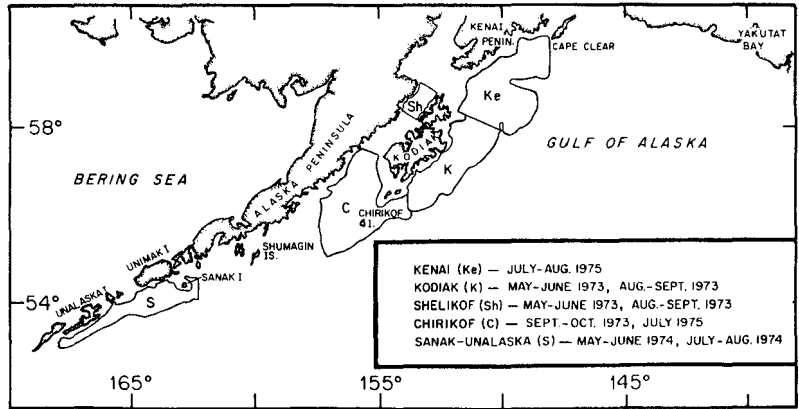 KENAI
PENIN.
CAPE CLEAR
YAKUTAT
BAY
Ke
Sh
58°
KODIAK
GULF OF ALASKA
ALASKA PENINSULA
K
BERING SEA
C
CHIRIKOF
I.
SHUMAGIN
IS.
UNIMAK I
SANAK I
UNALASKA I
54°
S
KENAI (Ke) — JULY-AUG. 1975
KODIAK (K) — MAY-JUNE 1973, AUG.-SEPT. 1973
SHELIKOF (Sh) — MAY-JUNE 1973, AUG.-SEPT. 1973
CHIRIKOF (C) — SEPT.-OCT. 1973, JULY 1975
SANAK-UNALASKA (S) — MAY-JUNE 1974, JULY-AUG. 1974
165°
155°
145°